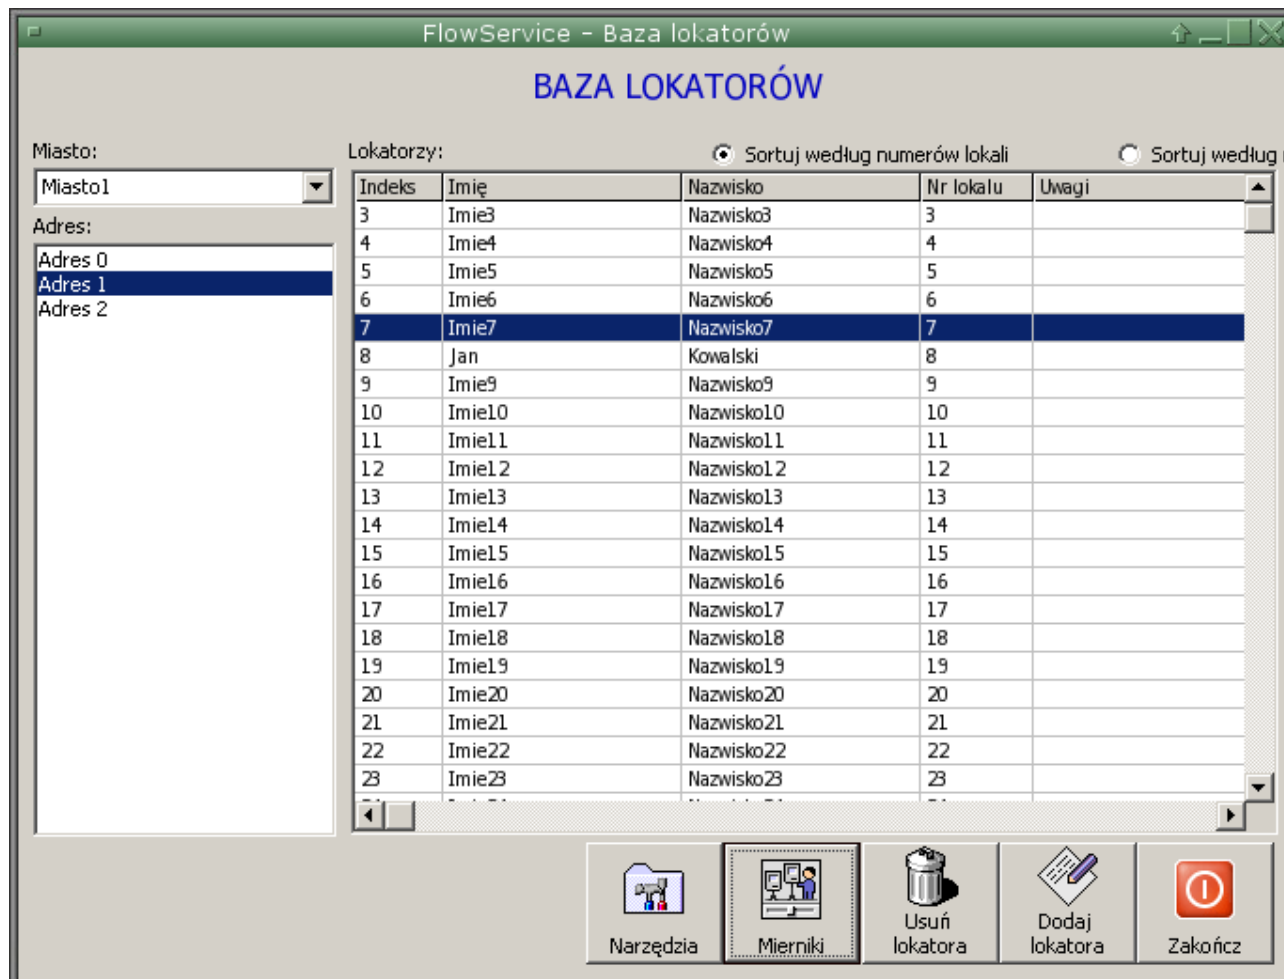 FlowService - Baza lokatorów
BAZA LOKATORÓW
Miasto:
Miasto1
Adres:
Adres 0
Adres 1
Adres 2
Lokatorzy:
Sortuj według numerów lokali
Sortuj według
Indeks Imię Nazwisko Nr lokalu Uwagi
3 Imie3 Nazwisko3 3
4 Imie4 Nazwisko4 4
5 Imie5 Nazwisko5 5
6 Imie6 Nazwisko6 6
7 Imie7 Nazwisko7 7
8 Jan Kowalski 8
9 Imie9 Nazwisko9 9
10 Imie10 Nazwisko10 10
11 Imie11 Nazwisko11 11
12 Imie12 Nazwisko12 12
13 Imie13 Nazwisko13 13
14 Imie14 Nazwisko14 14
15 Imie15 Nazwisko15 15
16 Imie16 Nazwisko16 16
17 Imie17 Nazwisko17 17
18 Imie18 Nazwisko18 18
19 Imie19 Nazwisko19 19
20 Imie20 Nazwisko20 20
21 Imie21 Nazwisko21 21
22 Imie22 Nazwisko22 22
23 Imie23 Nazwisko23 23
Narzędzia
Mierniki
Usuń
lokatora
Dodaj
lokatora
Zakończ